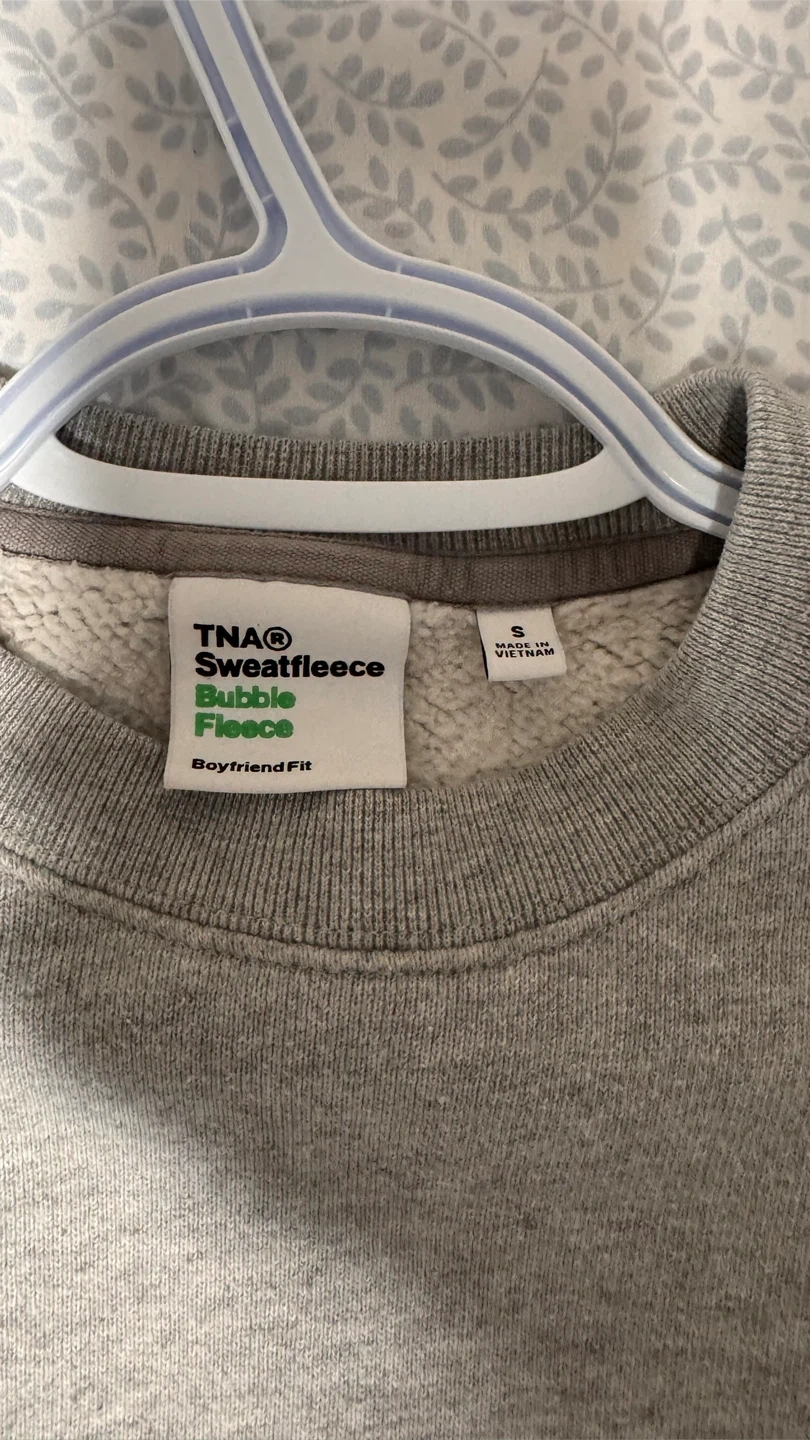 TNA®
Sweatfleece
Bubble
Fleece
Boyfriend Fit
S
MADE IN
VIETNAM